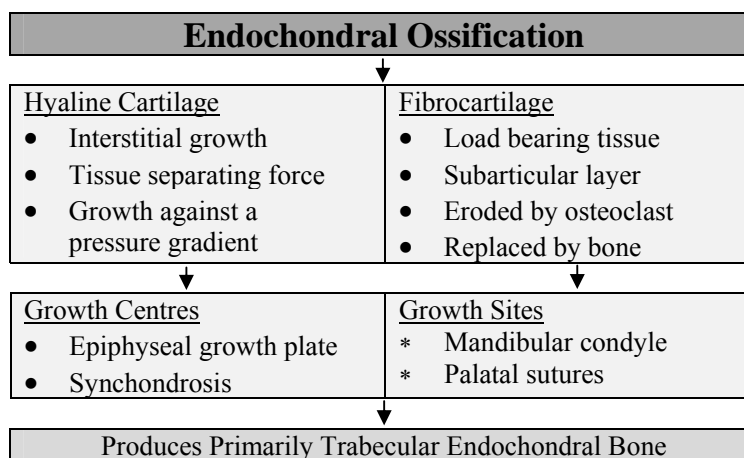 Endochondral Ossification
Hyaline Cartilage
• Interstitial growth
• Tissue separating force
• Growth against a
pressure gradient
Fibrocartilage
• Load bearing tissue
• Subarticular layer
• Eroded by osteoclast
• Replaced by bone
Growth Centres
• Epiphyseal growth plate
• Synchondrosis
Growth Sites
* Mandibular condyle
* Palatal sutures
Produces Primarily Trabecular Endochondral Bone